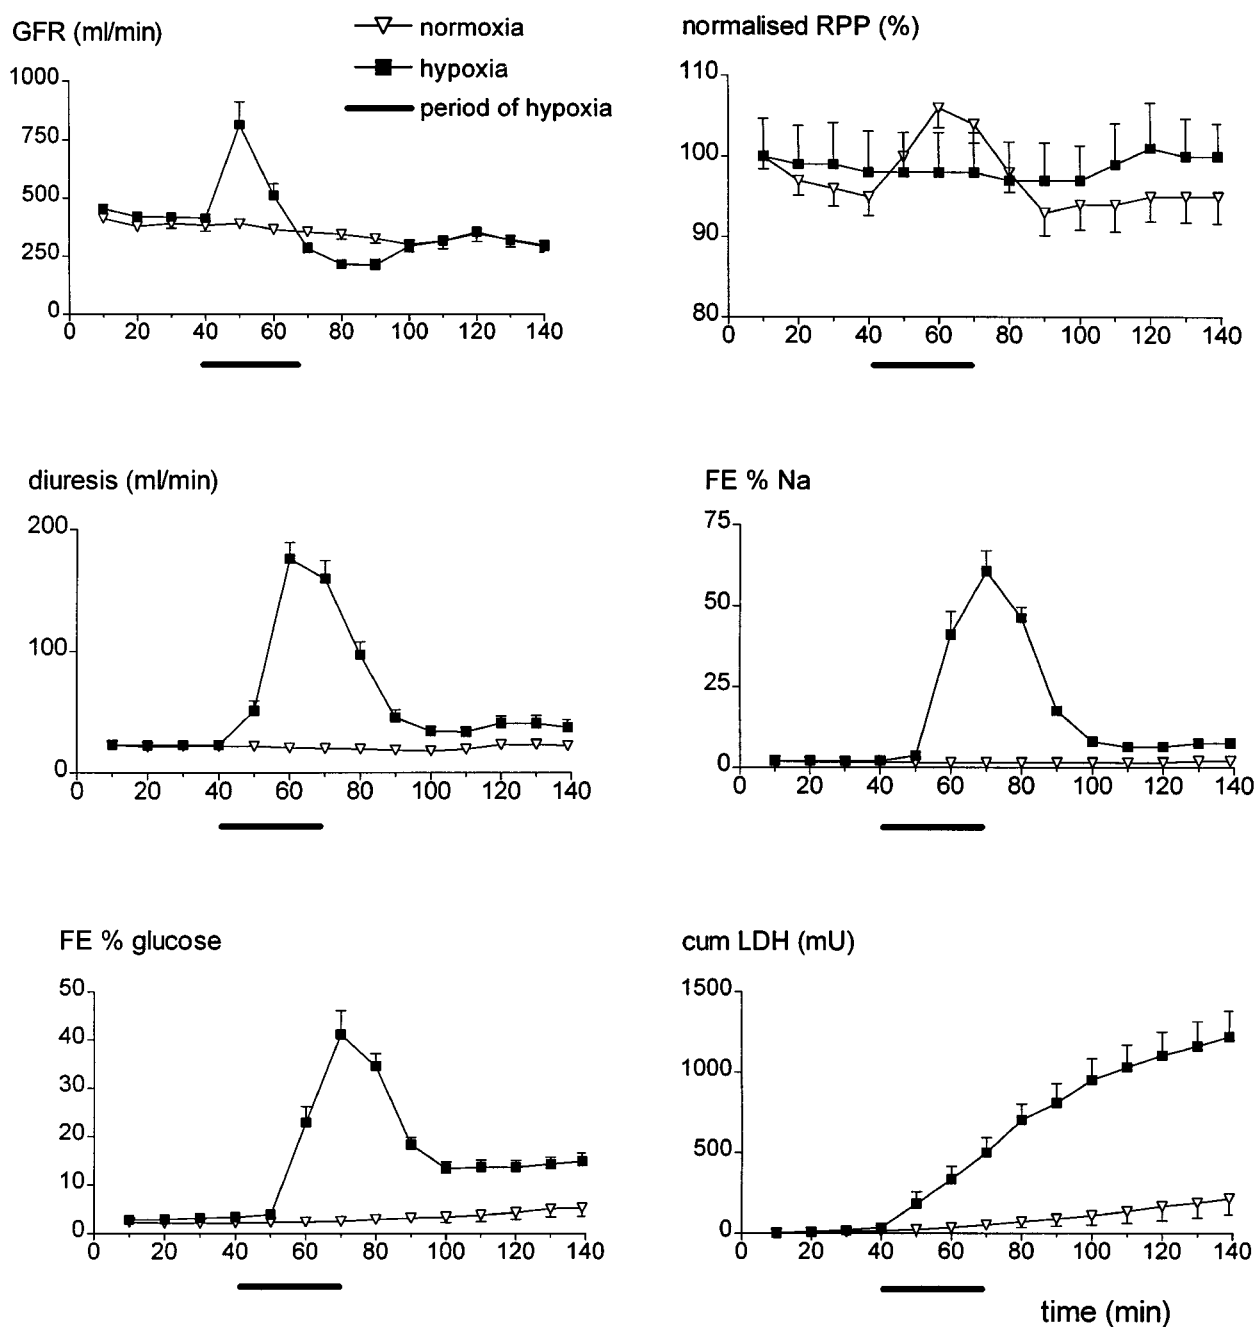 GFR (ml/min)
normoxia
hypoxia
period of hypoxia
1000
750
500
250
0
0 20 40 60 80 100 120 140
normalised RPP (%)
110
100
90
80
0 20 40 60 80 100 120 140
diuresis (ml/min)
200
100
0
0 20 40 60 80 100 120 140
FE % Na
75
50
25
0
0 20 40 60 80 100 120 140
FE % glucose
50
40
30
20
10
0
0 20 40 60 80 100 120 140
cum LDH (mU)
1500
1000
500
0
0 20 40 60 80 100 120 140
time (min)